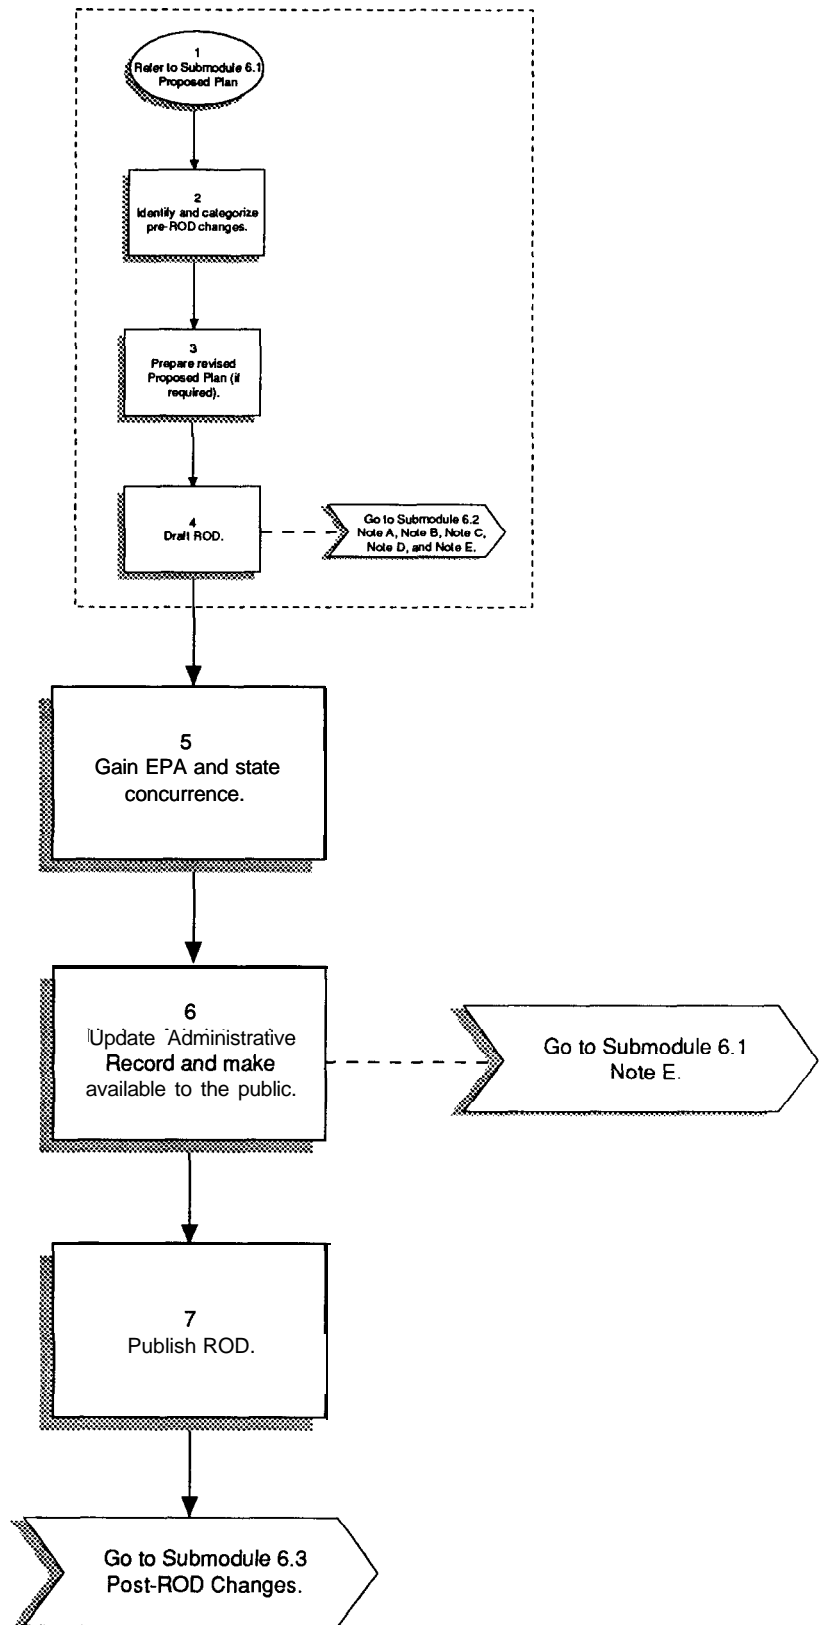 1
Refer to Submodule 6.1
Proposed Plan
2
Identify and categorize
pre-ROD changes.
3
Prepare revised
Proposed Plan (if
required).
4
Draft ROD.
Go to Submodule 6.2
Note A, Note B, Note C,
Note D, and Note E.
5
Gain EPA and state
concurrence.
6
Update Administrative
Record and make
available to the public.
Go to Submodule 6.1
Note E.
7
Publish ROD.
Go to Submodule 6.3
Post-ROD Changes.